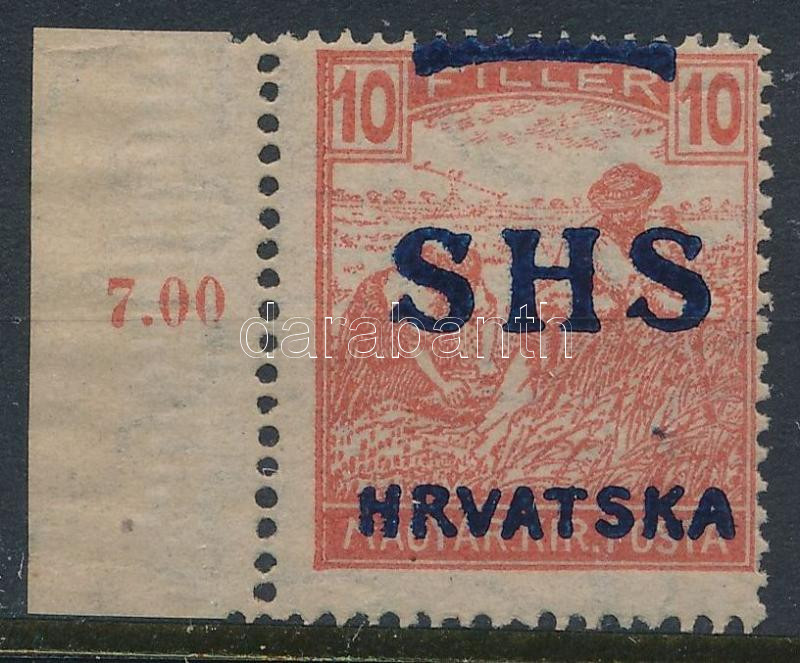 FILLER
10 10
SHS
7.00
darabanth
HRVATSKA
MAGYAR.KIR.POSTA